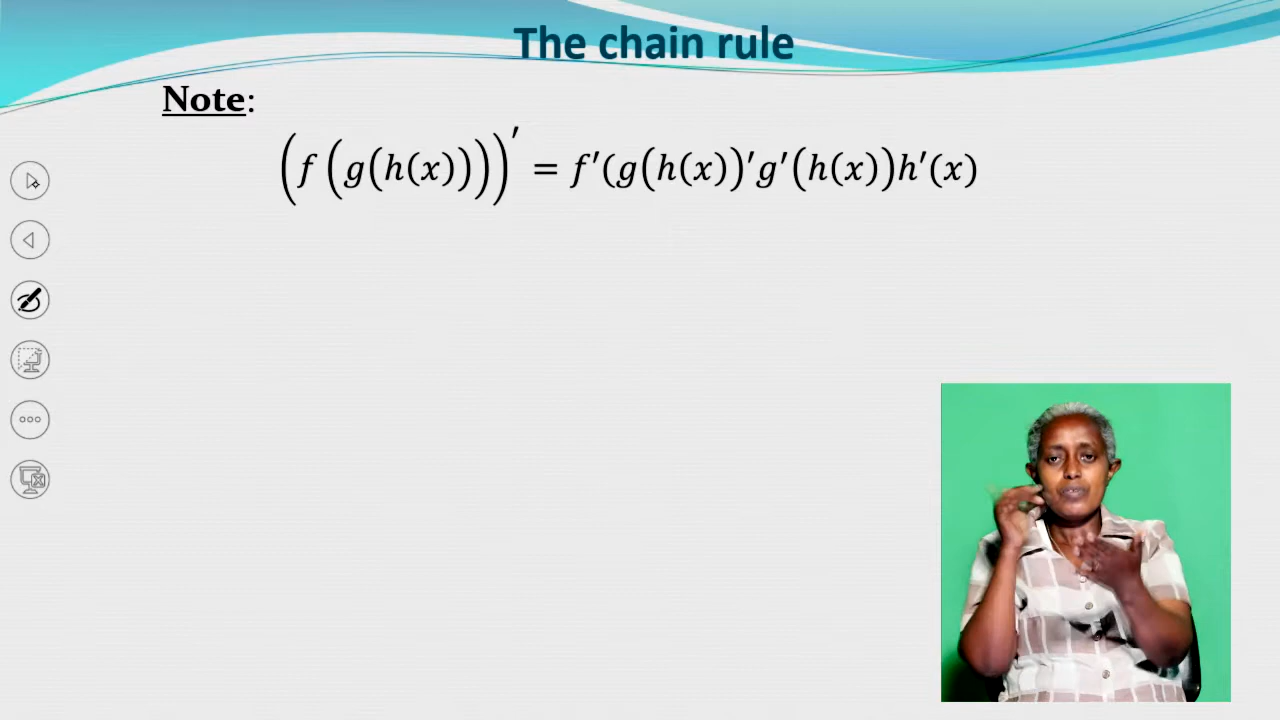 The chain rule
Note:
(f(g(h(x))))′ = f′(g(h(x))′g′(h(x))h′(x)